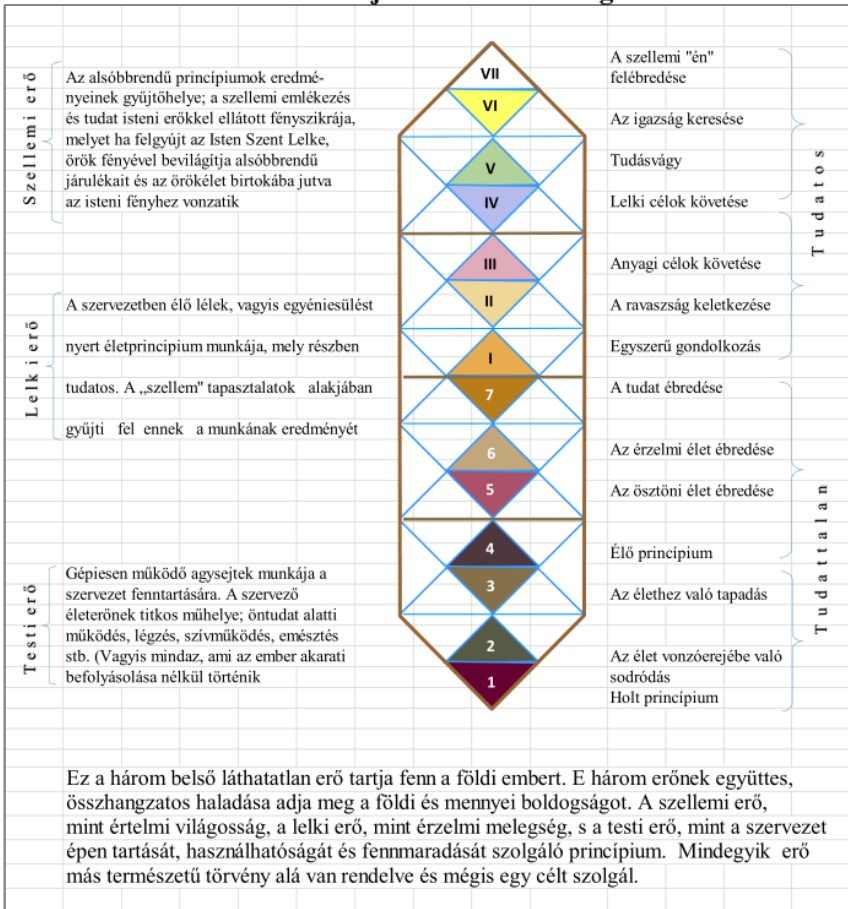 Szellemi erő
Az alsóbbrendű princípiumok eredmé-
nyeinek gyűjtőhelye; a szellemi emlékezés
és tudat isteni erőkkel ellátott fényszikrája,
melyet ha felgyújt az Isten Szent Lelke,
örök fényével bevilágítja alsóbbrendű
járulékait és az örökélet birtokába jutva
az isteni fényhez vonzatik
Lelki erő
A szervezetben élő lélek, vagyis egyéniesülést
nyert életprincipium munkája, mely részben
tudatos. A „szellem" tapasztalatok alakjában
gyűjti fel ennek a munkának eredményét
Testi erő
Gépiesen működő agysejtek munkája a
szervezet fenntartására. A szervező
életerőnek titkos műhelye; öntudat alatti
működés, légzés, szívműködés, emésztés
stb. (Vagyis mindaz, ami az ember akarati
befolyásolása nélkül történik
VII
VI
V
IV
III
II
I
7
6
5
4
3
2
1
A szellemi "én"
felébredése
Az igazság keresése
Tudásvágy
Lelki célok követése
Anyagi célok követése
A ravaszság keletkezése
Egyszerű gondolkozás
A tudat ébredése
Az érzelmi élet ébredése
Az ösztöni élet ébredése
Élő princípium
Az élethez való tapadás
Az élet vonzóerejébe való
sodródás
Holt princípium
Tudatos
Tudattalan
Ez a három belső láthatatlan erő tartja fenn a földi embert. E három erőnek együttes,
összhangzatos haladása adja meg a földi és mennyei boldogságot. A szellemi erő,
mint értelmi világosság, a lelki erő, mint érzelmi melegség, s a testi erő, mint a szervezet
épen tartását, használhatóságát és fennmaradását szolgáló princípium. Mindegyik erő
más természetű törvény alá van rendelve és mégis egy célt szolgál.